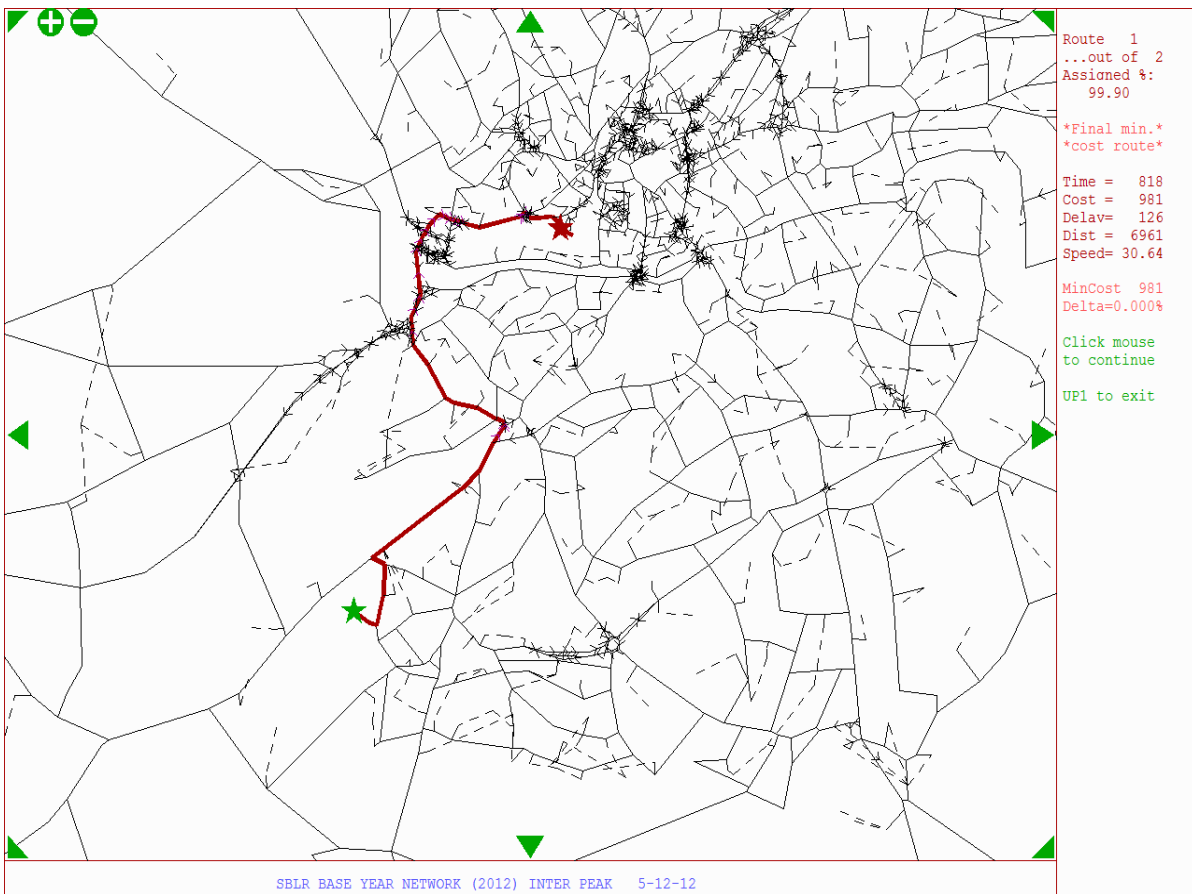 Route 1
...out of 2
Assigned %:
99.90
*Final min.*
*cost route*
Time = 818
Cost = 981
Delay= 126
Dist = 6961
Speed= 30.64
MinCost 981
Delta=0.000%
Click mouse
to continue
UP1 to exit
SBLR BASE YEAR NETWORK (2012) INTER PEAK 5-12-12